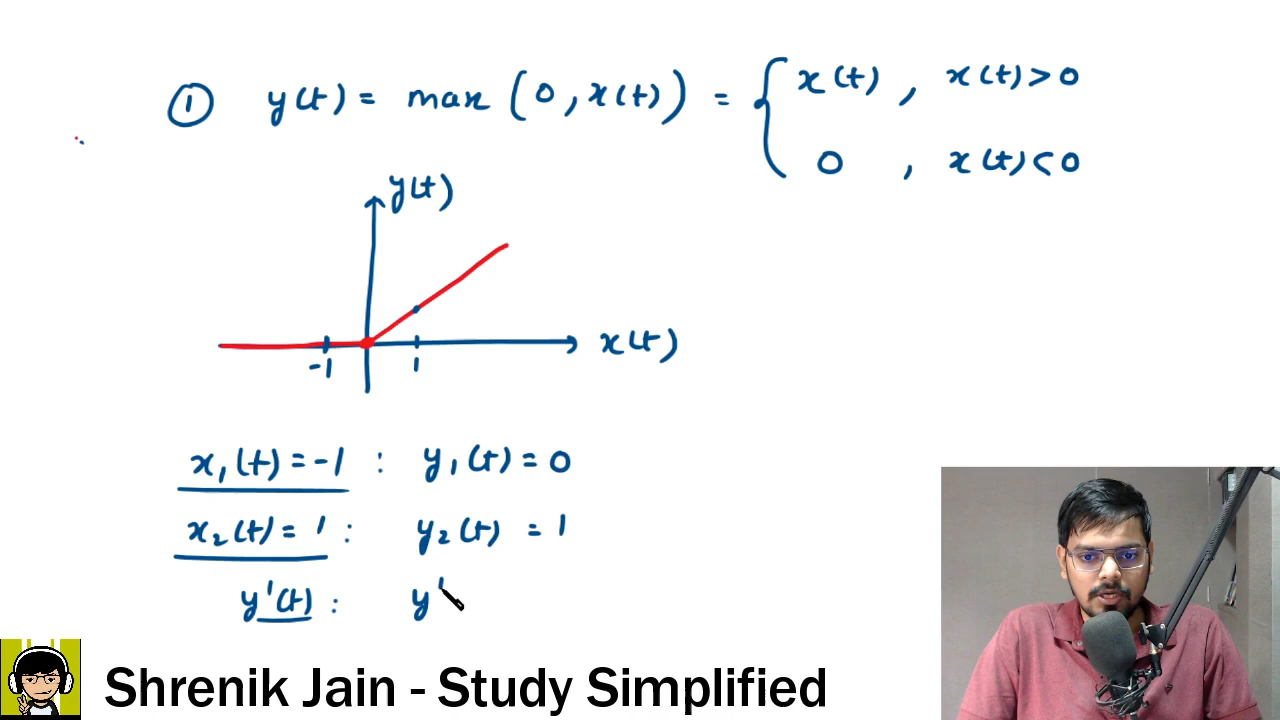 ① y(t) = max (0, x(t)) = { x(t) , x(t) > 0
0 , x(t) < 0
y(t)
x(t)
-1 1
x₁(t) = -1 : y₁(t) = 0
x₂(t) = 1 : y₂(t) = 1
y'(t) : y'
Shrenik Jain - Study Simplified